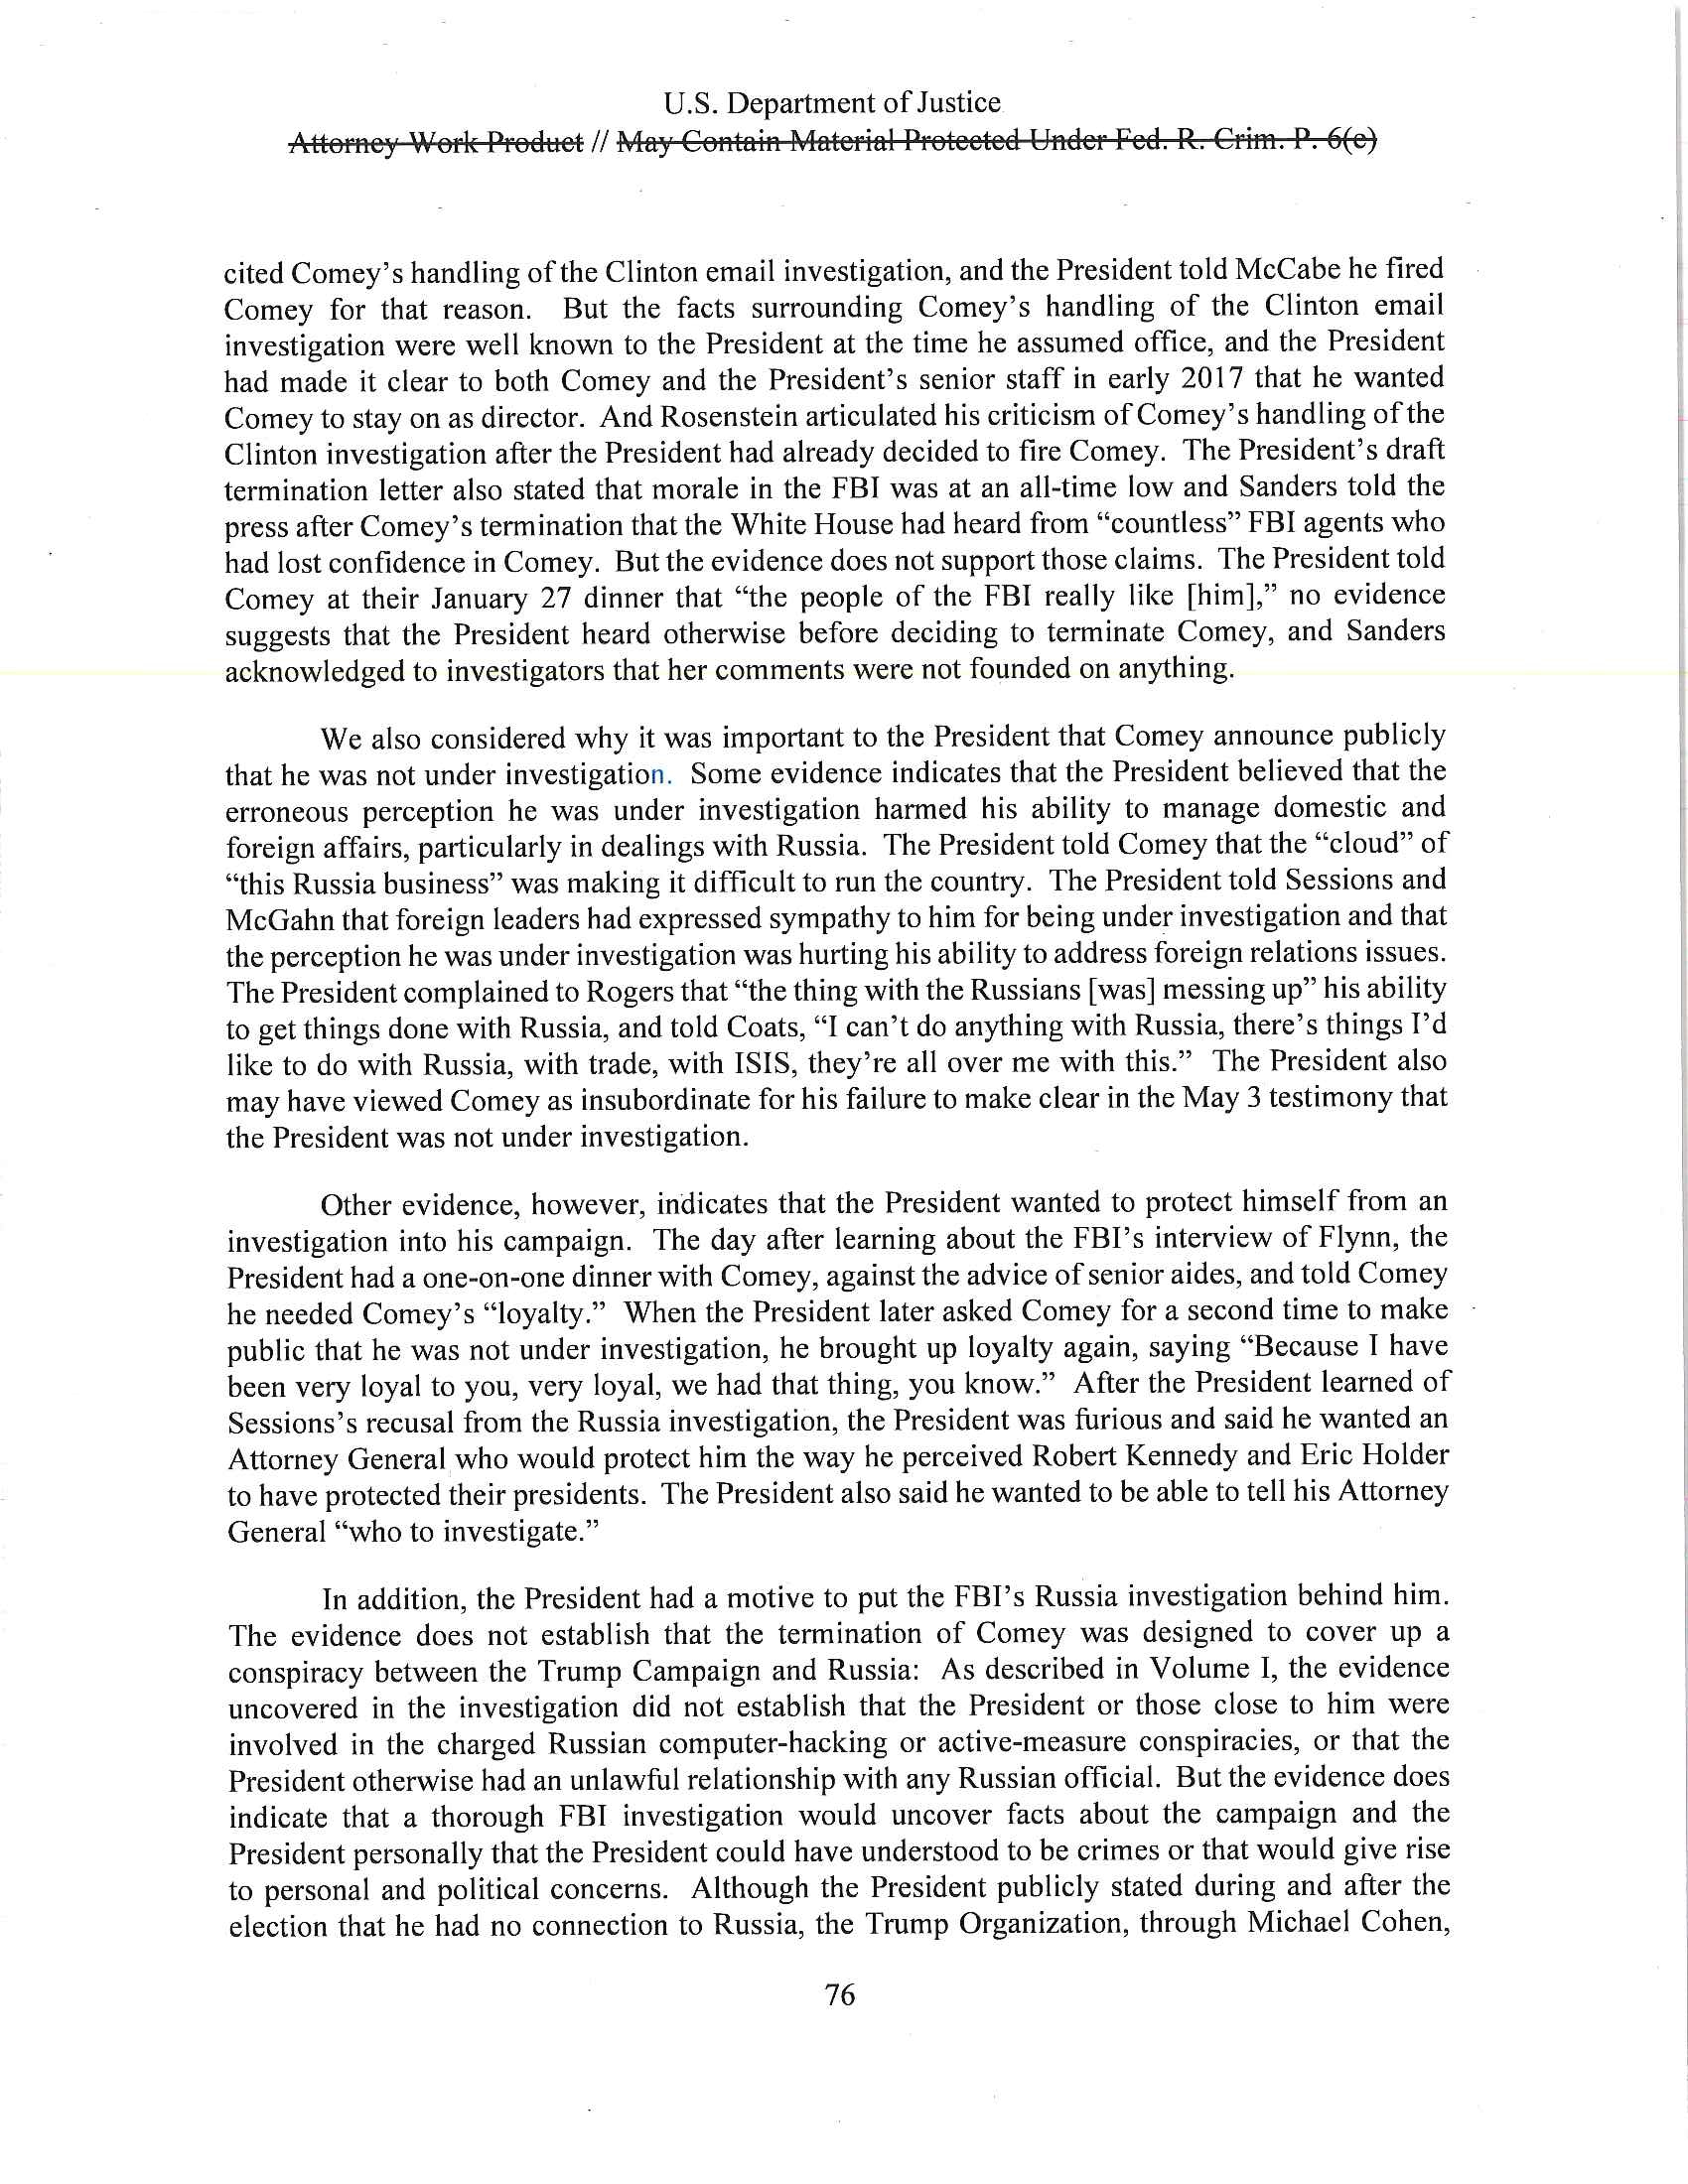 U.S. Department of Justice
Attorney Work Product // May Contain Material Protected Under Fed. R. Crim. P. 6(e)
cited Comey's handling of the Clinton email investigation, and the President told McCabe he fired
Comey for that reason. But the facts surrounding Comey's handling of the Clinton email
investigation were well known to the President at the time he assumed office, and the President
had made it clear to both Comey and the President's senior staff in early 2017 that he wanted
Comey to stay on as director. And Rosenstein articulated his criticism of Comey's handling of the
Clinton investigation after the President had already decided to fire Comey. The President's draft
termination letter also stated that morale in the FBI was at an all-time low and Sanders told the
press after Comey's termination that the White House had heard from “countless” FBI agents who
had lost confidence in Comey. But the evidence does not support those claims. The President told
Comey at their January 27 dinner that “the people of the FBI really like [him],” no evidence
suggests that the President heard otherwise before deciding to terminate Comey, and Sanders
acknowledged to investigators that her comments were not founded on anything.
We also considered why it was important to the President that Comey announce publicly
that he was not under investigation. Some evidence indicates that the President believed that the
erroneous perception he was under investigation harmed his ability to manage domestic and
foreign affairs, particularly in dealings with Russia. The President told Comey that the “cloud” of
“this Russia business” was making it difficult to run the country. The President told Sessions and
McGahn that foreign leaders had expressed sympathy to him for being under investigation and that
the perception he was under investigation was hurting his ability to address foreign relations issues.
The President complained to Rogers that “the thing with the Russians [was] messing up” his ability
to get things done with Russia, and told Coats, “I can't do anything with Russia, there's things I'd
like to do with Russia, with trade, with ISIS, they're all over me with this.” The President also
may have viewed Comey as insubordinate for his failure to make clear in the May 3 testimony that
the President was not under investigation.
Other evidence, however, indicates that the President wanted to protect himself from an
investigation into his campaign. The day after learning about the FBI's interview of Flynn, the
President had a one-on-one dinner with Comey, against the advice of senior aides, and told Comey
he needed Comey's “loyalty.” When the President later asked Comey for a second time to make
public that he was not under investigation, he brought up loyalty again, saying “Because I have
been very loyal to you, very loyal, we had that thing, you know.” After the President learned of
Sessions's recusal from the Russia investigation, the President was furious and said he wanted an
Attorney General who would protect him the way he perceived Robert Kennedy and Eric Holder
to have protected their presidents. The President also said he wanted to be able to tell his Attorney
General “who to investigate.”
In addition, the President had a motive to put the FBI's Russia investigation behind him.
The evidence does not establish that the termination of Comey was designed to cover up a
conspiracy between the Trump Campaign and Russia: As described in Volume I, the evidence
uncovered in the investigation did not establish that the President or those close to him were
involved in the charged Russian computer-hacking or active-measure conspiracies, or that the
President otherwise had an unlawful relationship with any Russian official. But the evidence does
indicate that a thorough FBI investigation would uncover facts about the campaign and the
President personally that the President could have understood to be crimes or that would give rise
to personal and political concerns. Although the President publicly stated during and after the
election that he had no connection to Russia, the Trump Organization, through Michael Cohen,
76